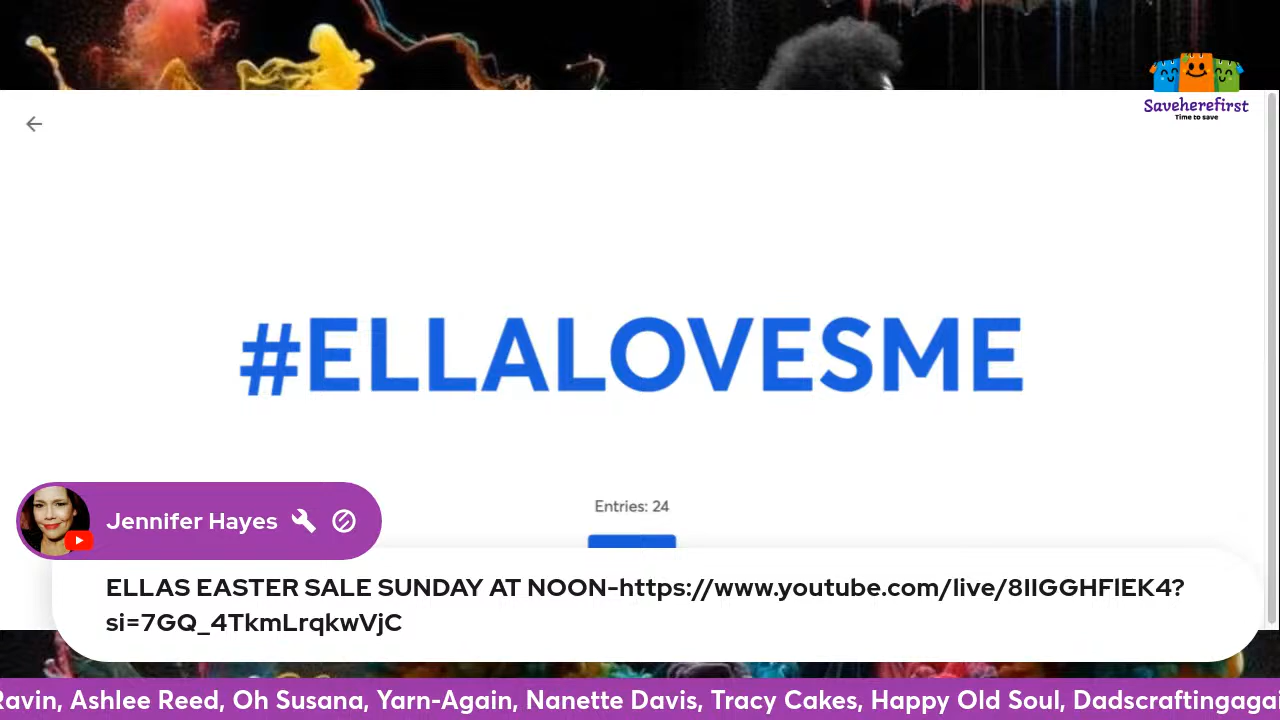 Saveherefirst
Time to save
#ELLALOVESME
Entries: 24
Jennifer Hayes
ELLAS EASTER SALE SUNDAY AT NOON-https://www.youtube.com/live/8IIGGHFlEK4?
si=7GQ_4TkmLrqkwVjC
Ravin, Ashlee Reed, Oh Susana, Yarn-Again, Nanette Davis, Tracy Cakes, Happy Old Soul, Dadscraftingagai